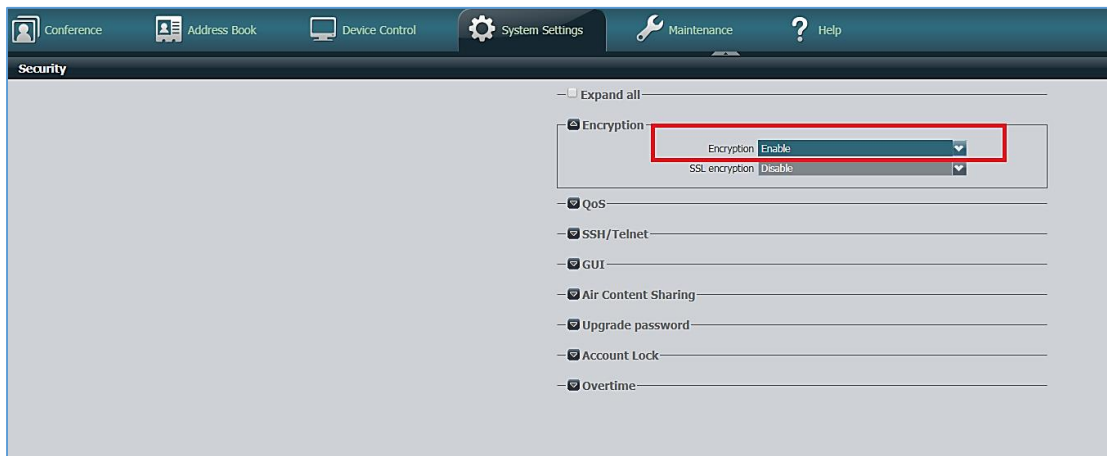 Conference Address Book Device Control System Settings Maintenance ? Help
Security
Expand all
Encryption
Encryption Enable
SSL encryption Disable
QoS
SSH/Telnet
GUI
Air Content Sharing
Upgrade password
Account Lock
Overtime